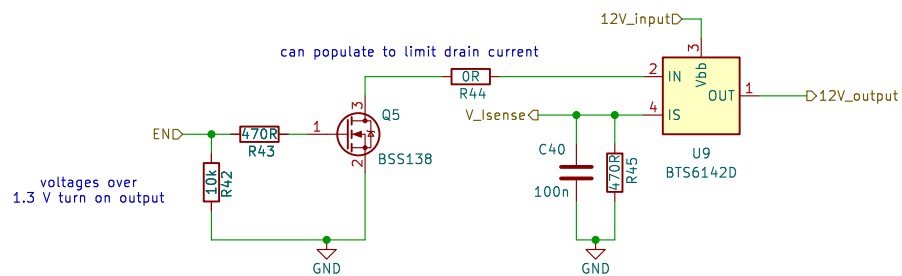 12V_input
can populate to limit drain current
3
Vbb
2
IN
0R
R44
OUT
1
12V_output
3
Q5
V_Isense
4
IS
EN
470R
R43
1
BSS138
2
C40
100n
470R
R45
U9
BTS6142D
10k
R42
voltages over
1.3 V turn on output
GND
GND